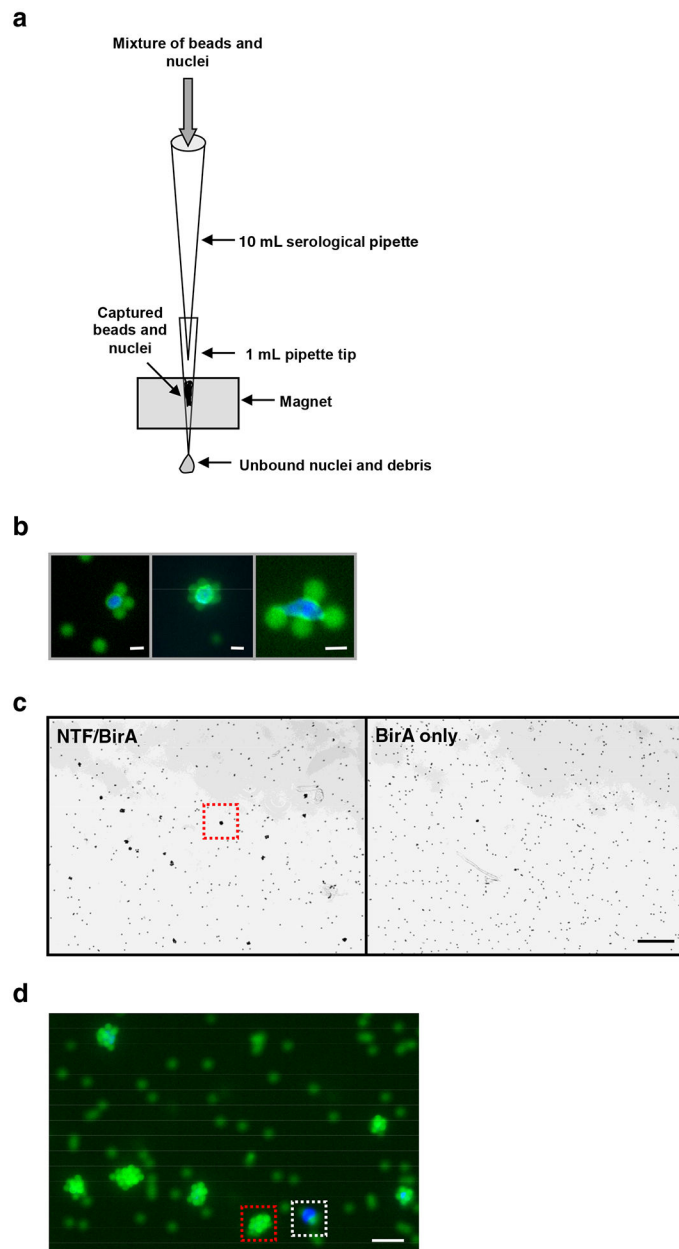 a
Mixture of beads and
nuclei
10 mL serological pipette
Captured
beads and
nuclei
1 mL pipette tip
Magnet
Unbound nuclei and debris
b
c
NTF/BirA
BirA only
d